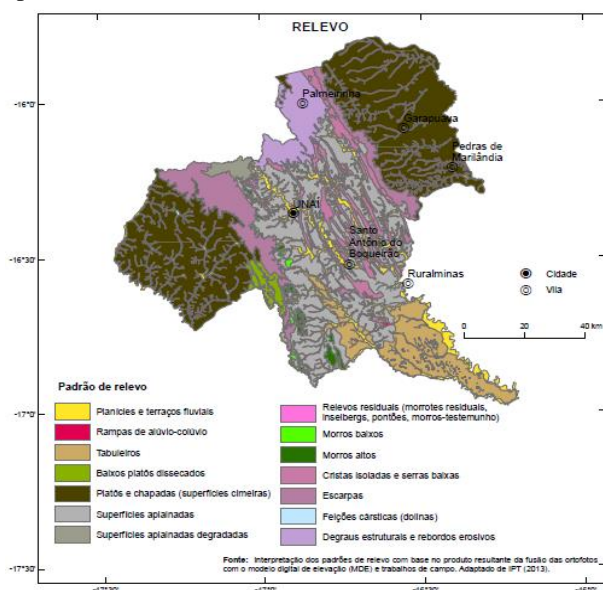 RELEVO
-16°0'
-16°30'
-17°0'
-17°30'
Palmeirinha
Garapuava
Pedras de
Marilândia
UNAÍ
Santo
Antônio do
Boqueirão
Ruralminas
Cidade
Vila
0 20 40 km
Padrão de relevo
Planícies e terraços fluviais
Rampas de alúvio-colúvio
Tabuleiros
Baixos platôs dissecados
Platôs e chapadas (superfícies cimeiras)
Superfícies aplainadas
Superfícies aplainadas degradadas
Relevos residuais (morrotes residuais,
inselbergs, pontões, morros-testemunho)
Morros baixos
Morros altos
Cristas isoladas e serras baixas
Escarpas
Feições cársticas (dolinas)
Degraus estruturais e rebordos erosivos
Fonte: Interpretação dos padrões de relevo com base no produto resultante da fusão das ortofotos
com o modelo digital de elevação (MDE) e trabalhos de campo. Adaptado de IPT (2013).